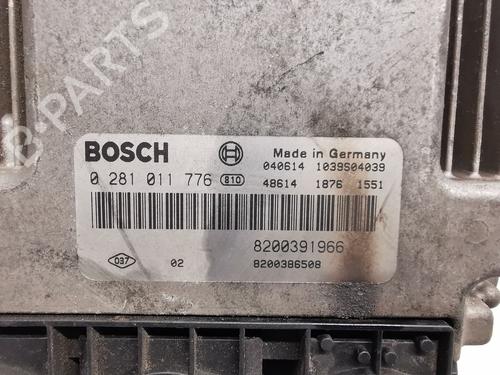 BOSCH
Made in Germany
040614 1039S04039
0 281 011 776 810
48614 1876 1551
8200391966
037 02 8200386508
B-PARTS